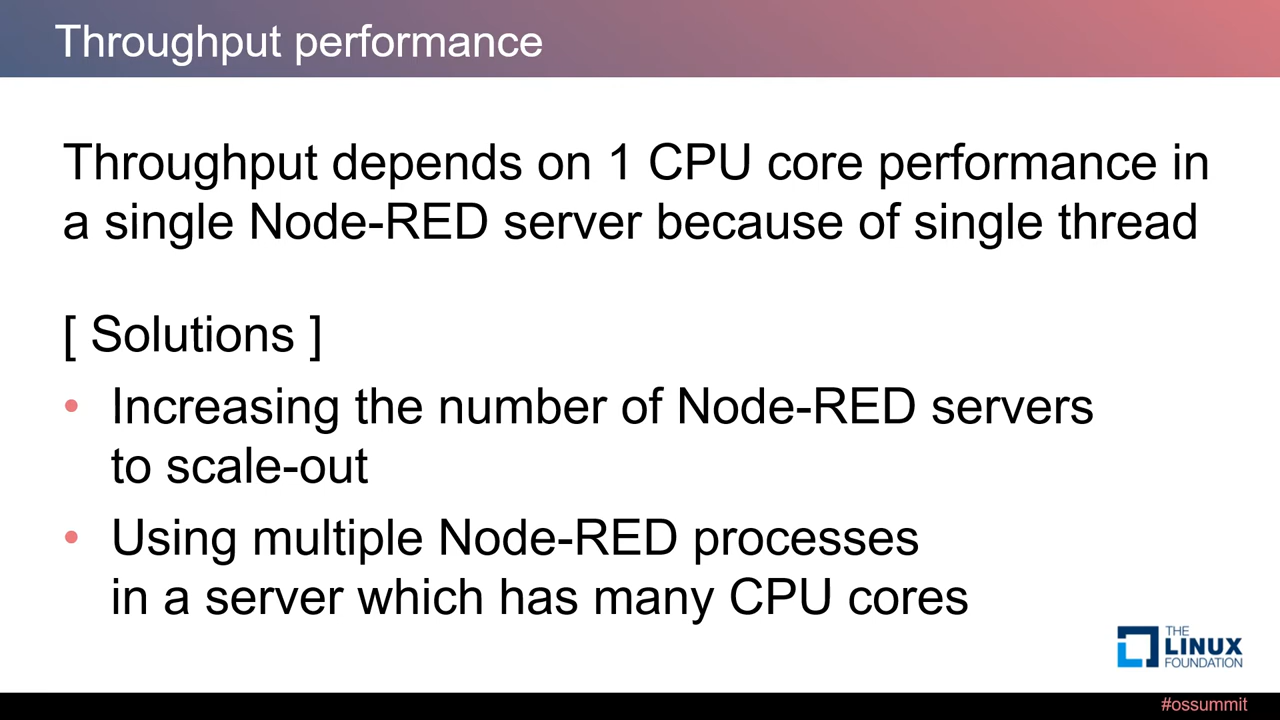 Throughput performance
Throughput depends on 1 CPU core performance in
a single Node-RED server because of single thread
[ Solutions ]
• Increasing the number of Node-RED servers
to scale-out
• Using multiple Node-RED processes
in a server which has many CPU cores
THE
LINUX
FOUNDATION
#ossummit